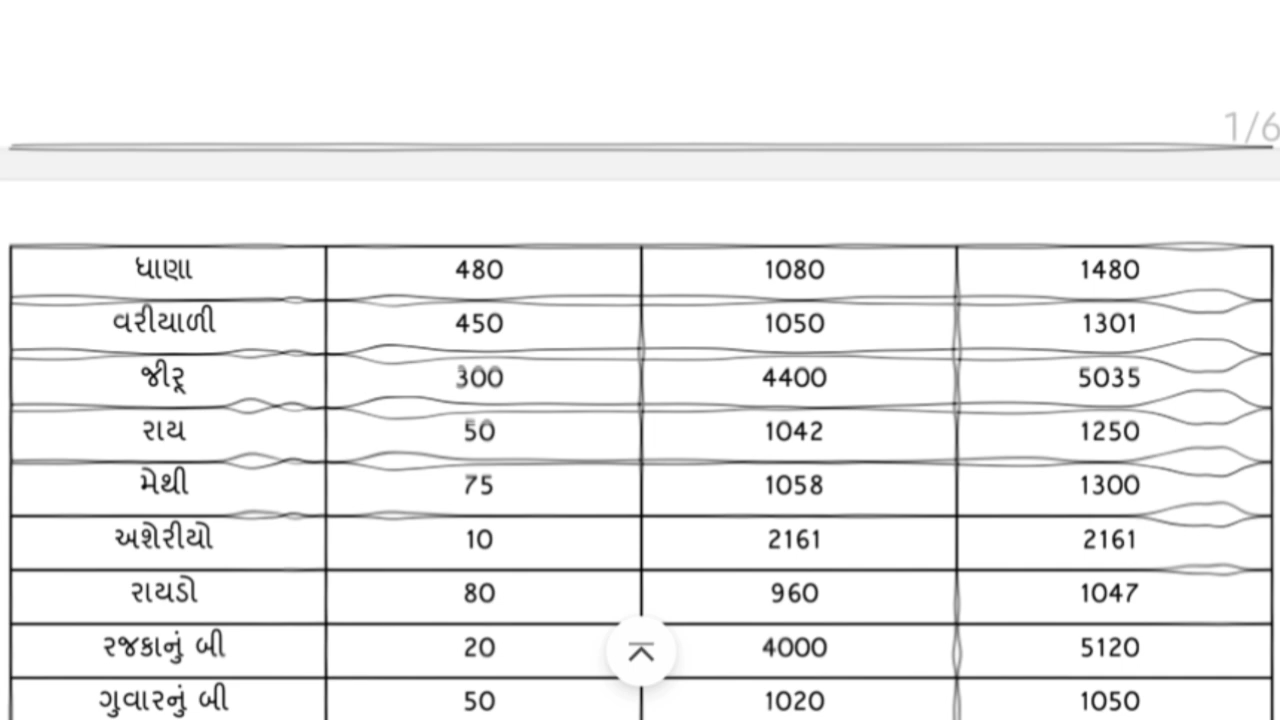 1/6
ધાણા 480 1080 1480
વરીયાળી 450 1050 1301
જીરૂ 300 4400 5035
રાય 50 1042 1250
મેથી 75 1058 1300
અશેરીયો 10 2161 2161
રાયડો 80 960 1047
રજકાનું બી 20 4000 5120
ગુવારનું બી 50 1020 1050